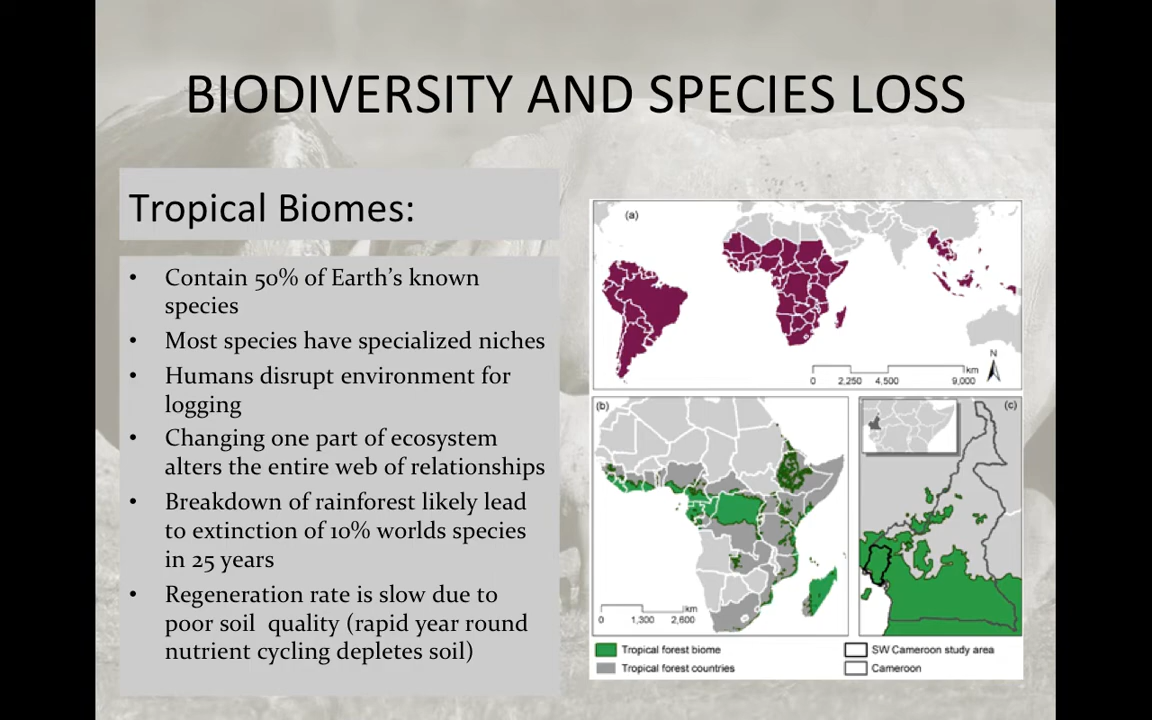 BIODIVERSITY AND SPECIES LOSS
Tropical Biomes:
• Contain 50% of Earth's known
species
• Most species have specialized niches
• Humans disrupt environment for
logging
• Changing one part of ecosystem
alters the entire web of relationships
• Breakdown of rainforest likely lead
to extinction of 10% worlds species
in 25 years
• Regeneration rate is slow due to
poor soil  quality (rapid year round
nutrient cycling depletes soil)
(a)
N
km
0 2,250 4,500 9,000
(b)
km
0 1,300 2,600
(c)
Tropical forest biome
Tropical forest countries
SW Cameroon study area
Cameroon